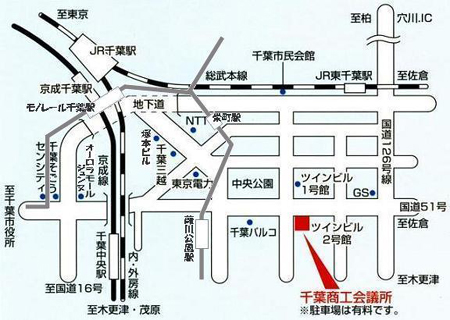 至東京
至柏
穴川.IC
JR千葉駅
千葉市民会館
京成千葉駅
総武本線
JR東千葉駅
至佐倉
モノレール千葉駅
地下道
NTT
栄町駅
国道126号線
センシティ
千葉そごう
オーロラモール
ジュンヌ
京成線
塚本ビル
千葉三越
東京電力
中央公園
ツインビル
1号館
GS
国道51号
至千葉市役所
葭川公園駅
千葉パルコ
ツインビル
2号館
至佐倉
千葉中央駅
内・外房線
至国道16号
至木更津・茂原
至木更津
千葉商工会議所
※駐車場は有料です。